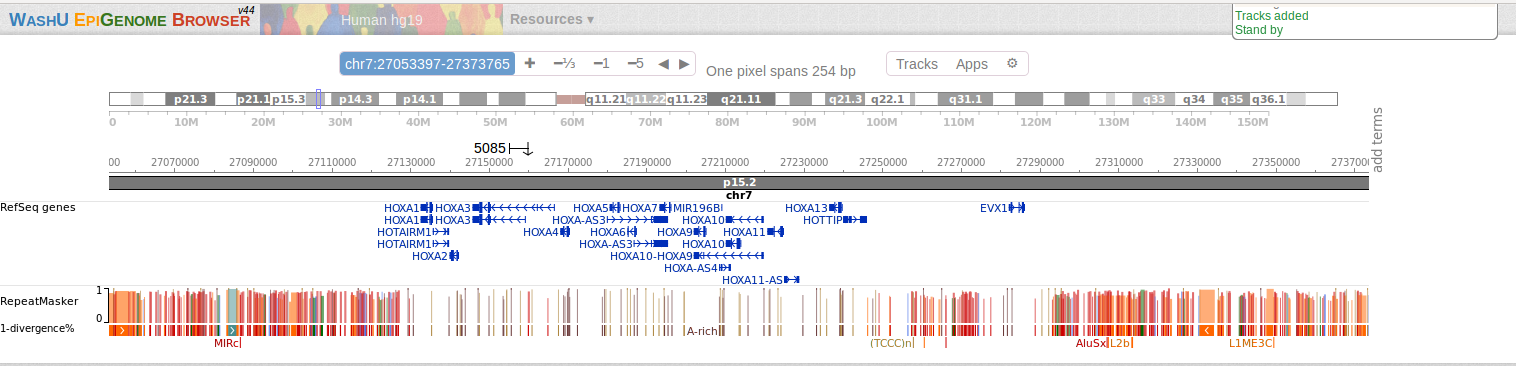 v44
WASHU EPIGENOME BROWSER Human hg19 Resources ▾
Tracks added
Stand by
chr7:27053397-27373765 + −⅓ −1 −5 ◀ ▶ One pixel spans 254 bp Tracks Apps ⚙
p21.3 p21.1 p15.3 p14.3 p14.1 q11.21 q11.22 q11.23 q21.11 q21.3 q22.1 q31.1 q33 q34 q35 q36.1
0 10M 20M 30M 40M 50M 60M 70M 80M 90M 100M 110M 120M 130M 140M 150M
add terms
5085
00 27070000 27090000 27110000 27130000 27150000 27170000 27190000 27210000 27230000 27250000 27270000 27290000 27310000 27330000 27350000 27370000
p15.2
chr7
RefSeq genes HOXA1 HOXA3 HOXA5 HOXA7 MIR196B HOXA13 EVX1
HOXA1 HOXA3 HOXA-AS3 HOXA10 HOTTIP
HOTAIRM1 HOXA4 HOXA6 HOXA9 HOXA11
HOTAIRM1 HOXA-AS3 HOXA10
HOXA2 HOXA10-HOXA9
HOXA-AS4
HOXA11-AS
1
RepeatMasker
0
1-divergence% A-rich
MIRc (TCCC)n AluSx L2b L1ME3C